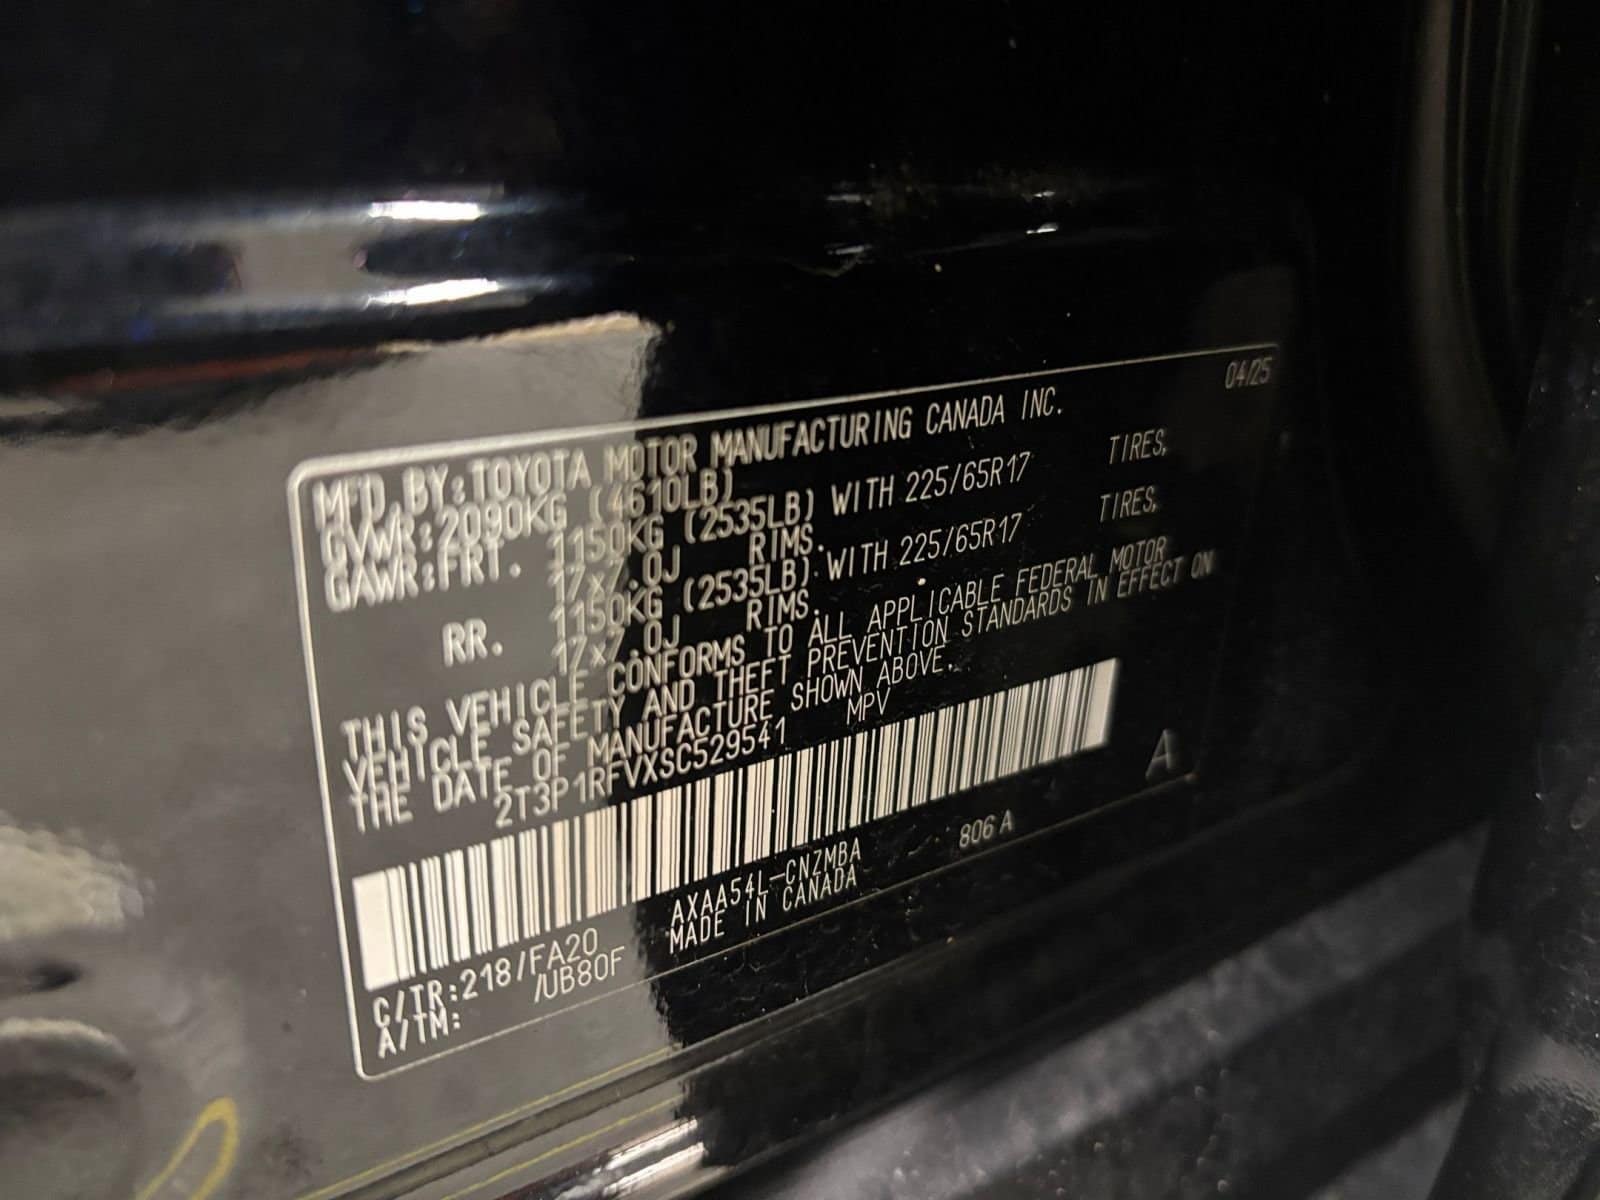 04/25
MFD. BY: TOYOTA MOTOR MANUFACTURING CANADA INC.
GVWR: 2090KG (4610LB)
GAWR: FRT. 1150KG (2535LB) WITH 225/65R17 TIRES,
17x7.0J RIMS.
RR. 1150KG (2535LB) WITH 225/65R17 TIRES,
17x7.0J RIMS.
THIS VEHICLE CONFORMS TO ALL APPLICABLE FEDERAL MOTOR
VEHICLE SAFETY AND THEFT PREVENTION STANDARDS IN EFFECT ON
THE DATE OF MANUFACTURE SHOWN ABOVE.
2T3P1RFVXSC529541 MPV
A
AXAA54L-CNZMBA 806 A
MADE IN CANADA
C/TR: 218/FA20
A/TM: /UB80F